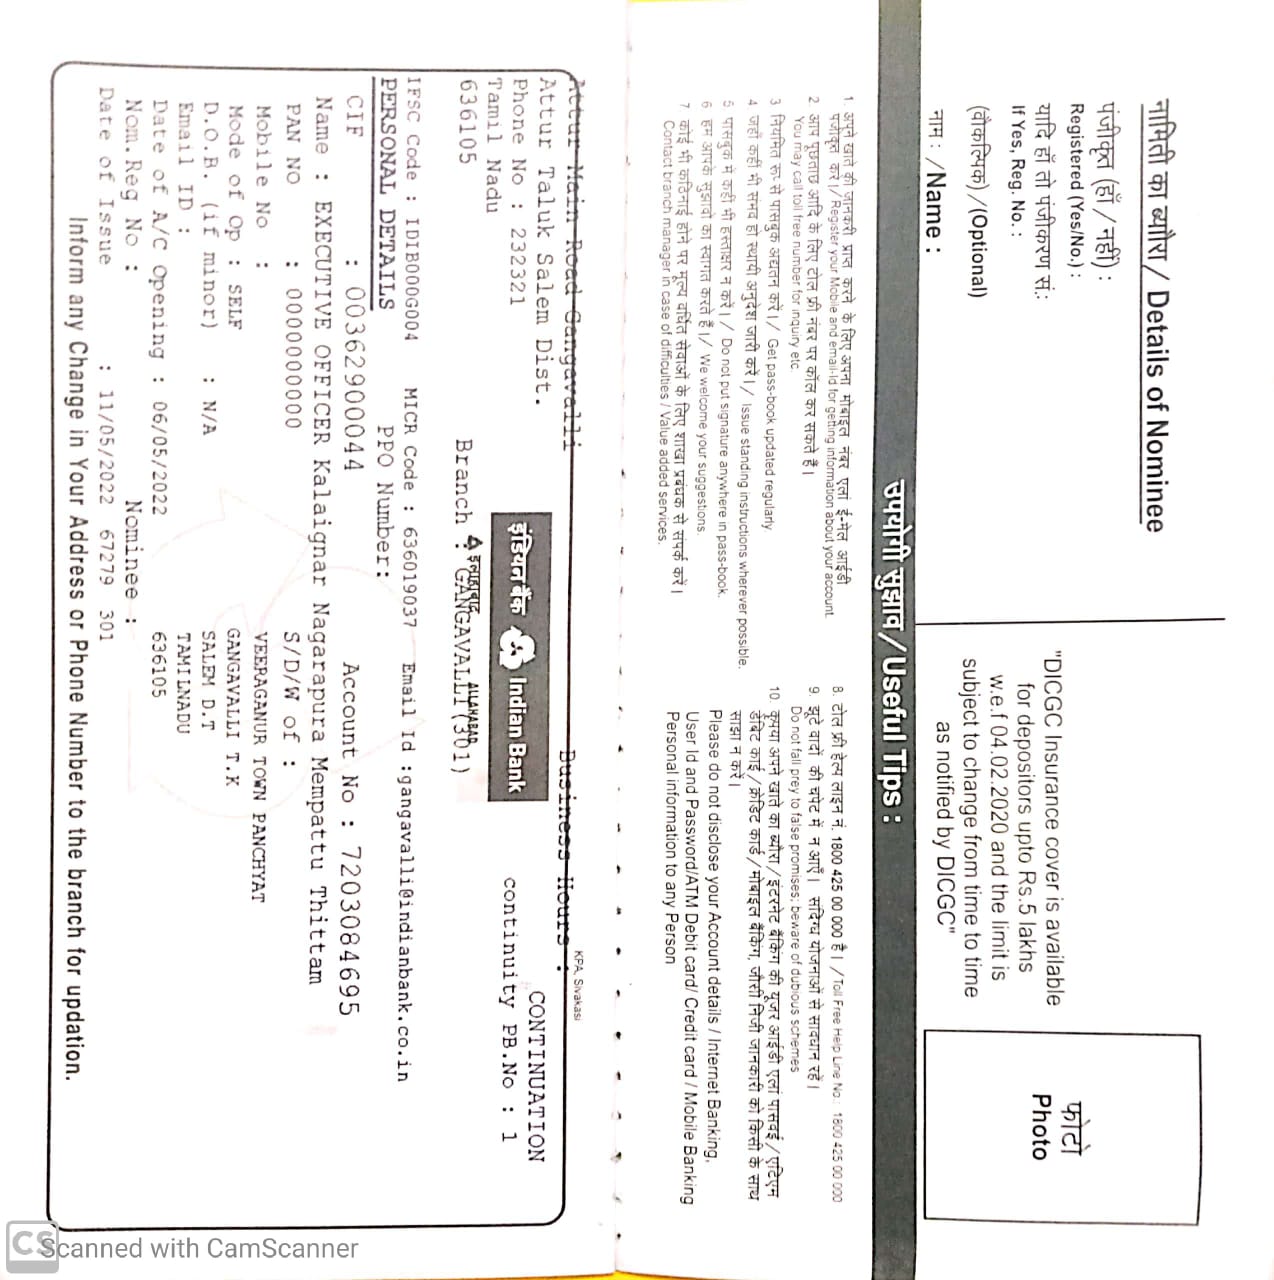 नामिती का ब्यौरा / Details of Nominee
पंजीकृत (हाँ / नहीं) :
Registered (Yes/No.) :
यादि हाँ तो पंजीकरण सं.:
If Yes, Reg. No. :
(वौकल्पिक) / (Optional)
नाम : / Name :
"DICGC Insurance cover is available
for depositors upto Rs.5 lakhs
w.e.f 04.02.2020 and the limit is
subject to change from time to time
as notified by DICGC"
फोटो
Photo
उपयोगी सुझाव / Useful Tips :
1. अपने खाते की जानकरी प्राप्त करने के लिए अपना मोबाइल नंबर एलां ई-मेल आईडी
पंजीकृत करें। / Register your Mobile and email-Id for getting information about your account.
2. आप पूछताछ आदि के लिए टोल फ्री नंबर पर कॉल कर सकते हैं।
You may call toll free number for inquiry etc.
3 नियमित रूप से पासबुक अद्यतन करें। / Get pass-book updated regularly.
4. जहाँ कहीं भी संभव हो स्थायी अनुदेश जारी करें। / Issue standing instructions wherever possible.
5. पासबुक में कहीं भी हस्ताक्षर न करें। / Do not put signature anywhere in pass-book.
6 हम आपके सुझावो का स्वागत करते हैं। / We welcome your suggestions.
7 कोई भी कठिनाई होने पर मूल्य वर्धित सेवाओं के लिए शाखा प्रबंधक से संपर्क करें।
Contact branch manager in case of difficulties / Value added services.
8. टोल फ्री हेल्प लाइन नं. 1800 425 00 000 है। / Toll Free Help Line No.: 1800 425 00 000
9. झूटे वादों की चपेट में न आएँ। संदिग्ध योजनाओं से सावधान रहें।
Do not fall prey to false promises; beware of dubious schemes
10. कृपया अपने खाते का ब्यौरा / इंटरनेट बैंकिंग की यूजर आईडी एलां पासवर्ड / एटिएम
डेबिट कार्ड / क्रेडिट कार्ड / मोबाइल बैंकिंग, जौसी निजी जानकारी को किसी के साथ
साझा न करें।
Please do not disclose your Account details / Internet Banking,
User Id and Password/ATM Debit card/ Credit card / Mobile Banking
Personal information to any Person
KPA, Sivakasi
Attur Main Road Gangavalli
Business Hours :
Attur Taluk Salem Dist.
CONTINUATION
Phone No : 232321
इंडियन बैंक Indian Bank
continuity PB.No : 1
Tamil Nadu
इलाहाबाद ALLAHABAD
636105
Branch : GANGAVALLI(301)
IFSC Code : IDIB000G004 MICR Code : 636019037 Email Id :gangavalli@indianbank.co.in
PERSONAL DETAILS PPO Number:
CIF : 00362900044 Account No : 7203084695
Name : EXECUTIVE OFFICER Kalaignar Nagarapura Mempattu Thittam
PAN NO : 0000000000 S/D/W of :
Mobile No : VEERAGANUR TOWN PANCHYAT
Mode of Op : SELF GANGAVALLI T.K
D.O.B. (if minor) : N/A SALEM D.T
Email ID : TAMILNADU
Date of A/C Opening : 06/05/2022 636105
Nom.Reg No : Nominee :
Date of Issue : 11/05/2022 67279 301
Inform any Change in Your Address or Phone Number to the branch for updation.
CS Scanned with CamScanner